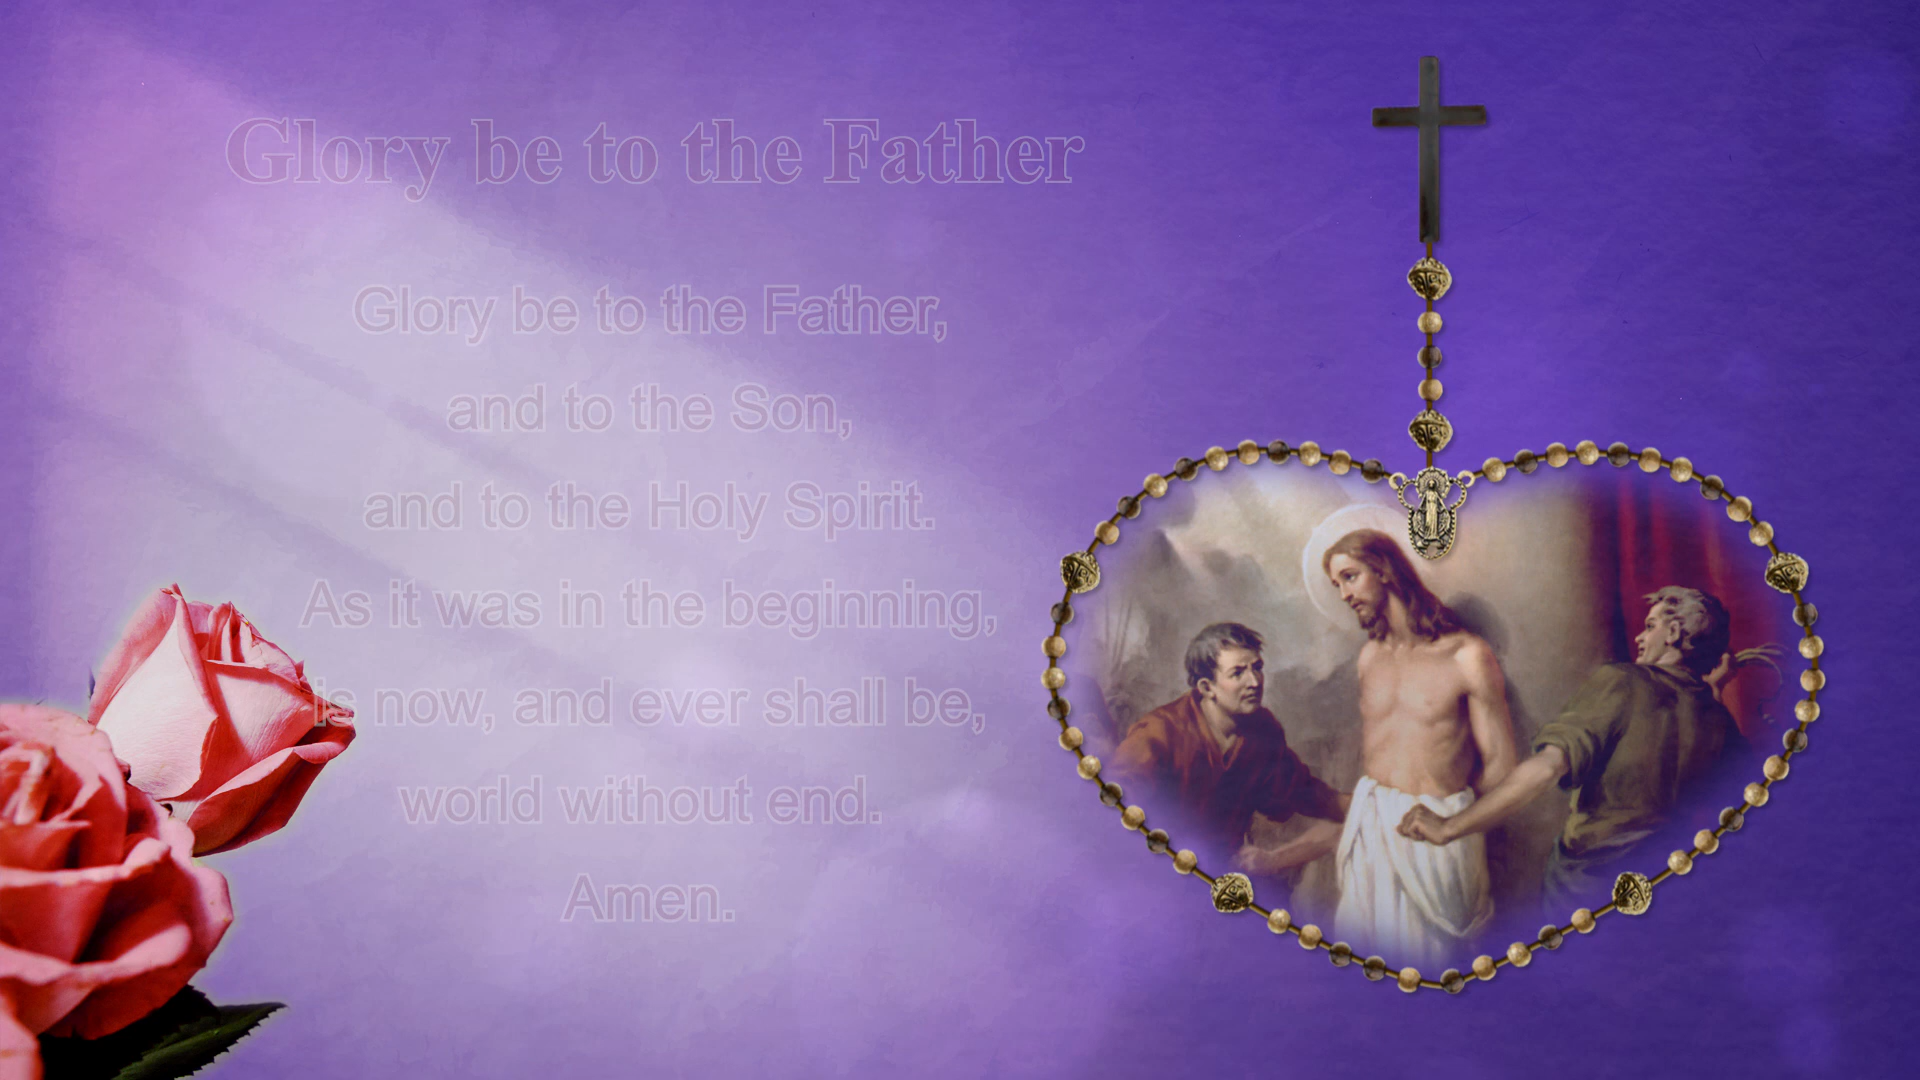 Glory be to the Father
Glory be to the Father,
and to the Son,
and to the Holy Spirit.
As it was in the beginning,
is now, and ever shall be,
world without end.
Amen.